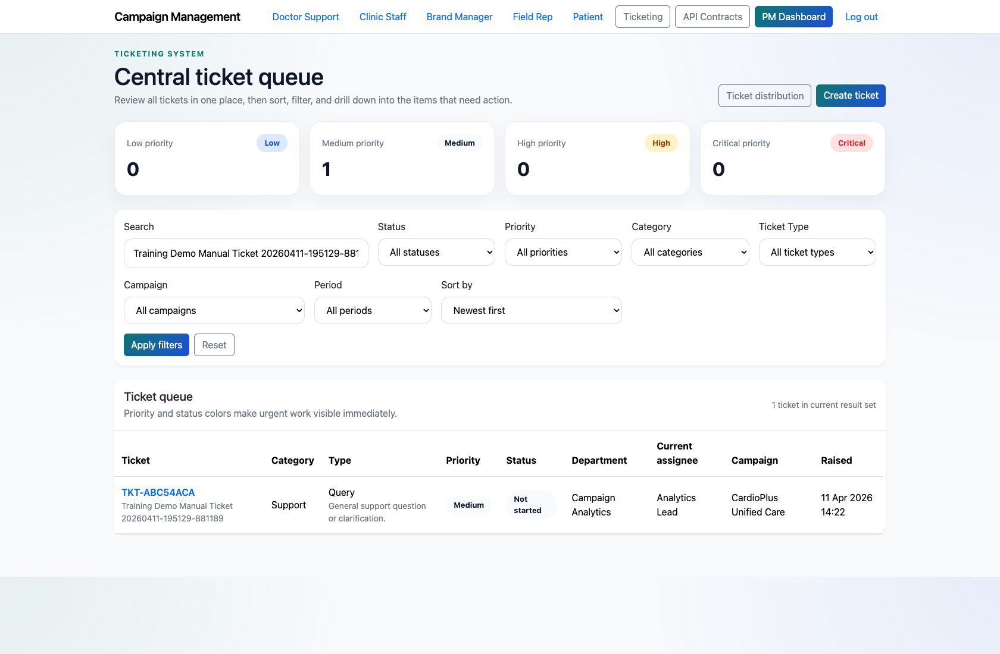 Campaign Management
Doctor Support
Clinic Staff
Brand Manager
Field Rep
Patient
Ticketing
API Contracts
PM Dashboard
Log out
TICKETING SYSTEM
Central ticket queue
Review all tickets in one place, then sort, filter, and drill down into the items that need action.
Ticket distribution
Create ticket
Low priority
Low
0
Medium priority
Medium
1
High priority
High
0
Critical priority
Critical
0
Search
Training Demo Manual Ticket 20260411-195129-881
Status
All statuses
Priority
All priorities
Category
All categories
Ticket Type
All ticket types
Campaign
All campaigns
Period
All periods
Sort by
Newest first
Apply filters
Reset
Ticket queue
Priority and status colors make urgent work visible immediately.
1 ticket in current result set
Ticket
Category
Type
Priority
Status
Department
Current
assignee
Campaign
Raised
TKT-ABC54ACA
Training Demo Manual Ticket
20260411-195129-881189
Support
Query
General support question
or clarification.
Medium
Not
started
Campaign
Analytics
Analytics
Lead
CardioPlus
Unified Care
11 Apr 2026
14:22